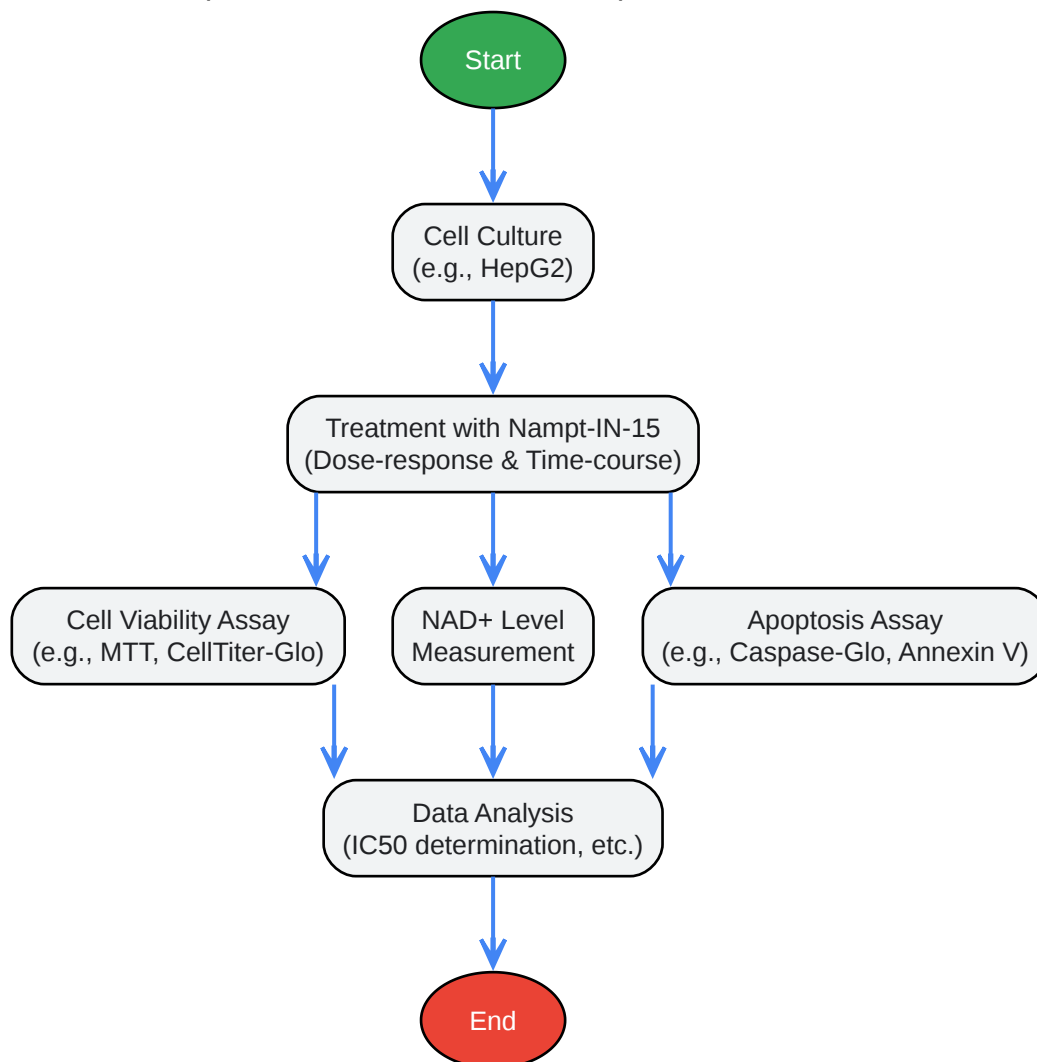 Start
Cell Culture
(e.g., HepG2)
Treatment with Nampt-IN-15
(Dose-response & Time-course)
Cell Viability Assay
(e.g., MTT, CellTiter-Glo)
NAD+ Level
Measurement
Apoptosis Assay
(e.g., Caspase-Glo, Annexin V)
Data Analysis
(IC50 determination, etc.)
End